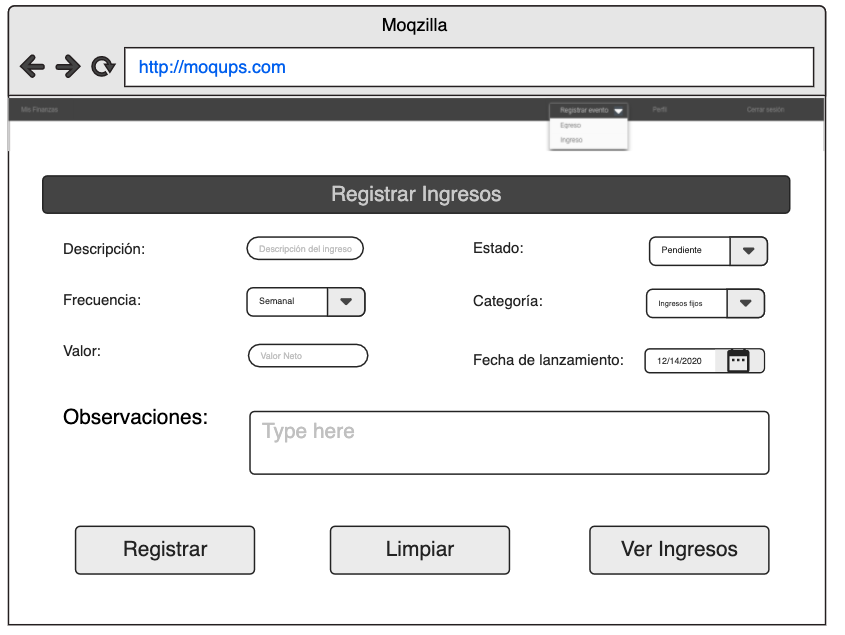 Moqzilla
http://moqups.com
Mis Finanzas
Registrar evento
Perfil
Cerrar sesión
Egreso
Ingreso
Registrar Ingresos
Descripción:
Descripción del ingreso
Estado:
Pendiente
Frecuencia:
Semanal
Categoría:
Ingresos fijos
Valor:
Valor Neto
Fecha de lanzamiento:
12/14/2020
Observaciones:
Type here
Registrar
Limpiar
Ver Ingresos